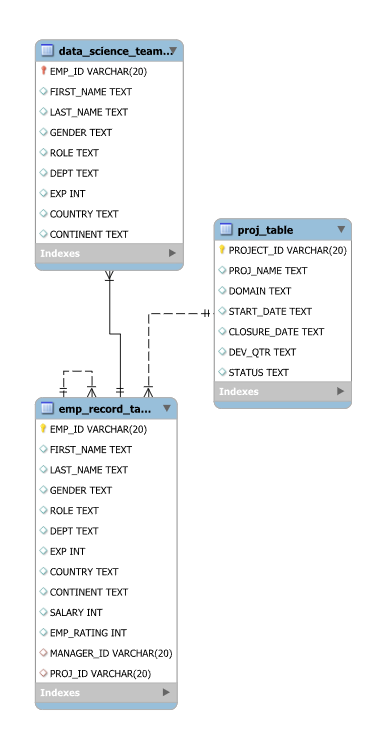 data_science_team...
EMP_ID VARCHAR(20)
FIRST_NAME TEXT
LAST_NAME TEXT
GENDER TEXT
ROLE TEXT
DEPT TEXT
EXP INT
COUNTRY TEXT
CONTINENT TEXT
Indexes
proj_table
PROJECT_ID VARCHAR(20)
PROJ_NAME TEXT
DOMAIN TEXT
START_DATE TEXT
CLOSURE_DATE TEXT
DEV_QTR TEXT
STATUS TEXT
Indexes
emp_record_ta...
EMP_ID VARCHAR(20)
FIRST_NAME TEXT
LAST_NAME TEXT
GENDER TEXT
ROLE TEXT
DEPT TEXT
EXP INT
COUNTRY TEXT
CONTINENT TEXT
SALARY INT
EMP_RATING INT
MANAGER_ID VARCHAR(20)
PROJ_ID VARCHAR(20)
Indexes